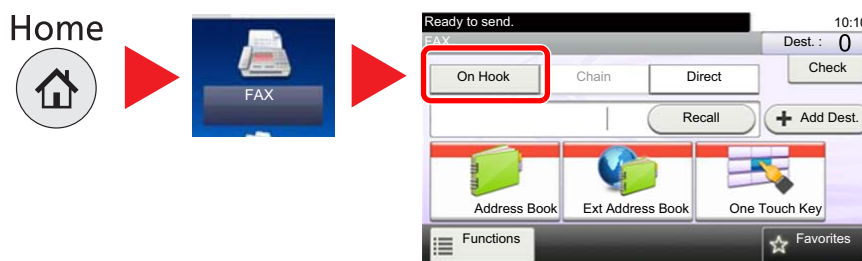 Home
FAX
Ready to send.
10:10
FAX
Dest. : 0
On Hook
Chain
Direct
Check
Recall
Add Dest.
Address Book
Ext Address Book
One Touch Key
Functions
Favorites